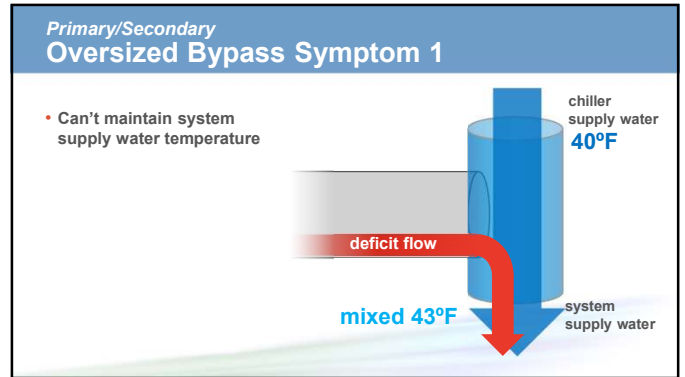 Primary/Secondary
Oversized Bypass Symptom 1
• Can’t maintain system
supply water temperature
chiller
supply water
40ºF
deficit flow
mixed 43ºF
system
supply water